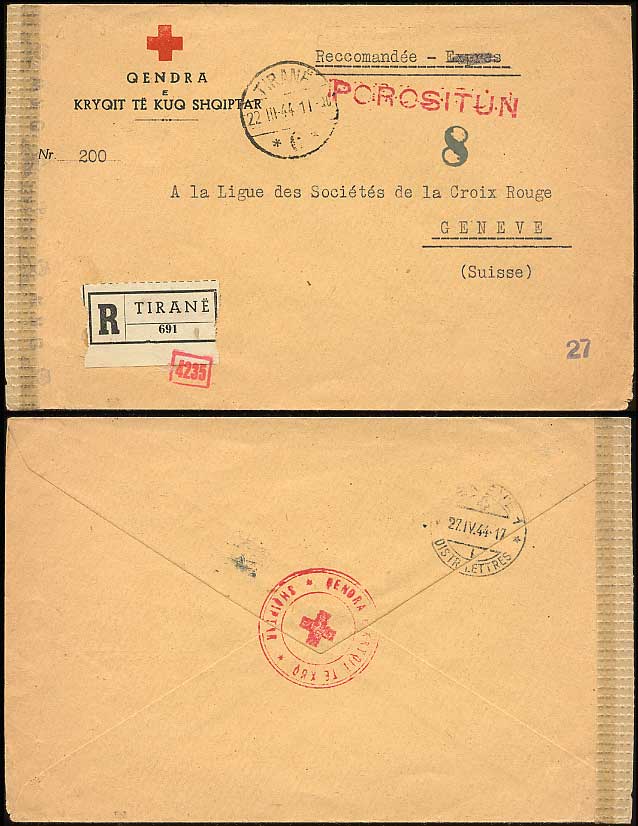 QENDRA
E
KRYQIT TË KUQ SHQIPTAR
Nr. 200
TIRANË
22 III 44 11-
Reccomandée - Expres
POROSITUN
8
A la Ligue des Sociétés de la Croix Rouge
GENEVE
(Suisse)
R TIRANË
691
4235
27
27.IV.44-17
1
DISTR. LETTRES
QENDRA E KRYQIT TË KUQ SHQIPTAR